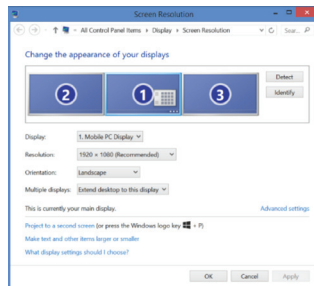 Screen Resolution
All Control Panel Items ▸ Display ▸ Screen Resolution
Sear...
Change the appearance of your displays
Detect
Identify
2
1
3
Display: 1. Mobile PC Display
Resolution: 1920 × 1080 (Recommended)
Orientation: Landscape
Multiple displays: Extend desktop to this display
This is currently your main display.
Advanced settings
Project to a second screen (or press the Windows logo key + P)
Make text and other items larger or smaller
What display settings should I choose?
OK
Cancel
Apply